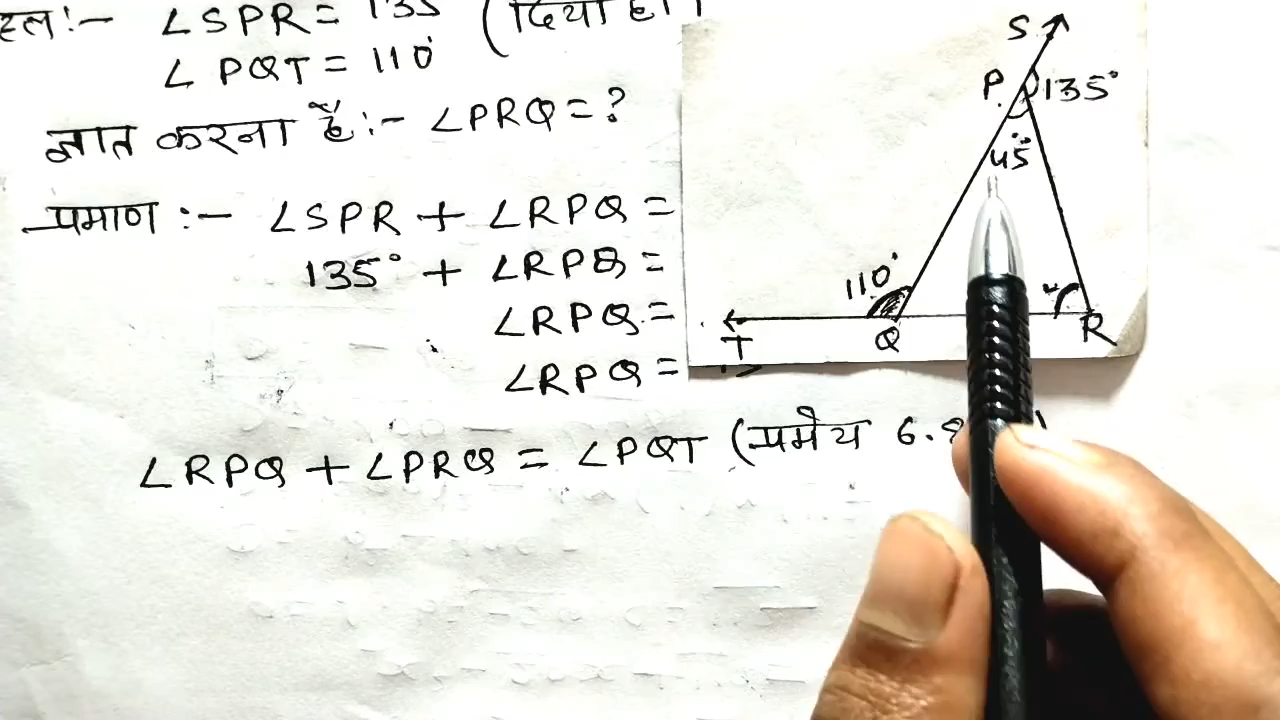 हल:- ∠SPR = 135 (दिया है।)
∠PQT = 110°
ज्ञात करना है:- ∠PRQ = ?
प्रमाण:- ∠SPR + ∠RPQ =
135° + ∠RPQ =
∠RPQ =
∠RPQ =
∠RPQ + ∠PRQ = ∠PQT (प्रमेय 6.8
S
P 135°
45°
110°
T Q R